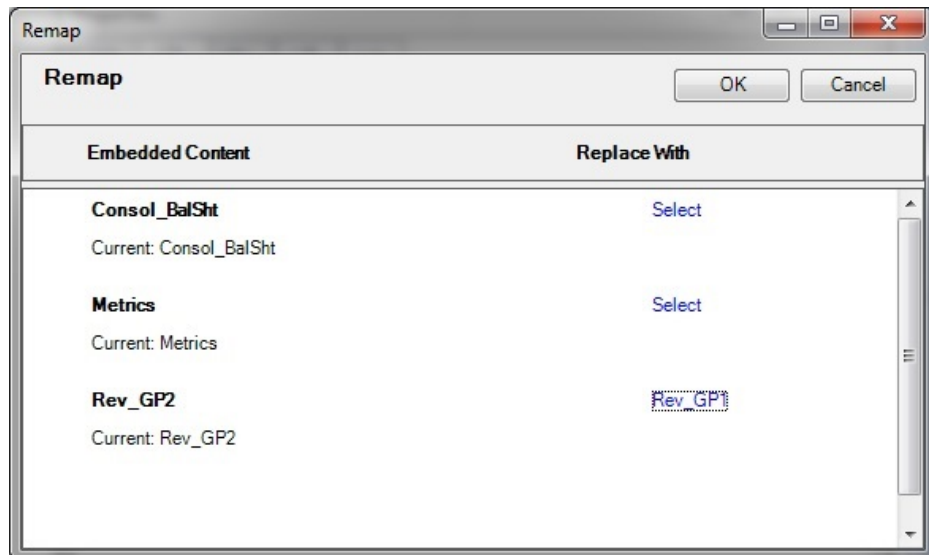 Remap
Remap
OK
Cancel
Embedded Content
Replace With
Consol_BalSht
Select
Current: Consol_BalSht
Metrics
Select
Current: Metrics
Rev_GP2
Rev_GP1
Current: Rev_GP2